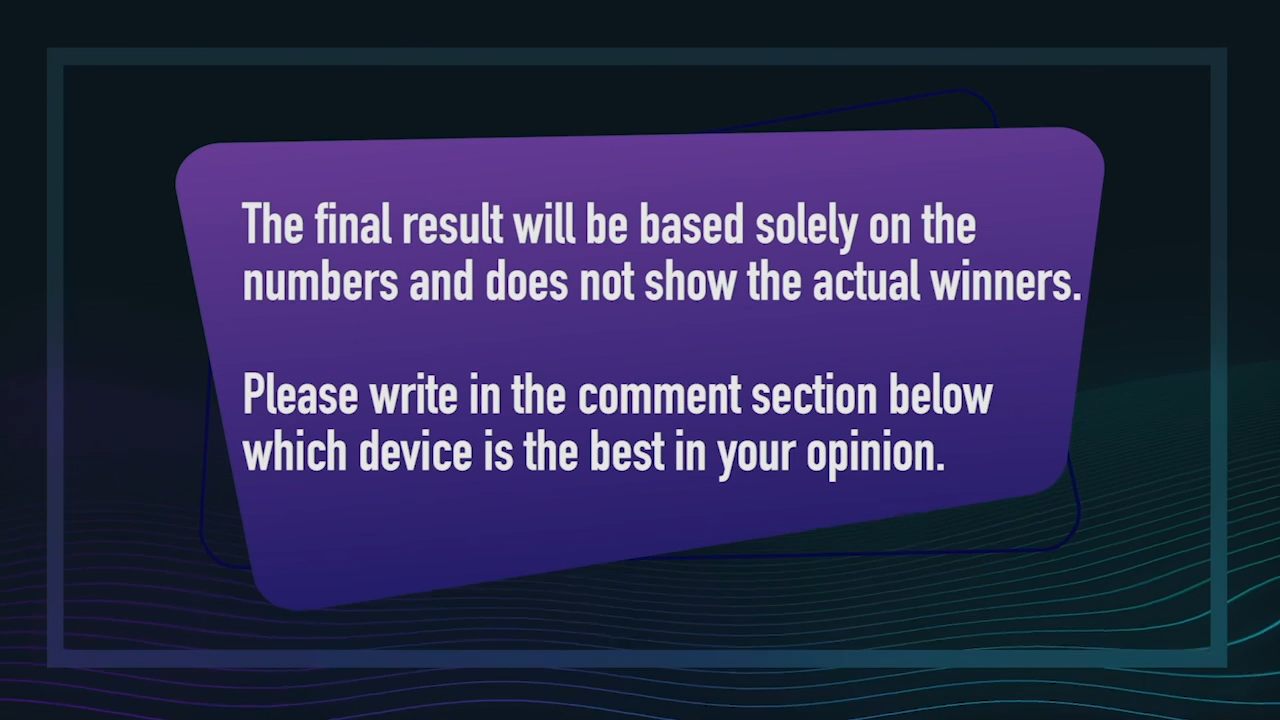 The final result will be based solely on the
numbers and does not show the actual winners.
Please write in the comment section below
which device is the best in your opinion.